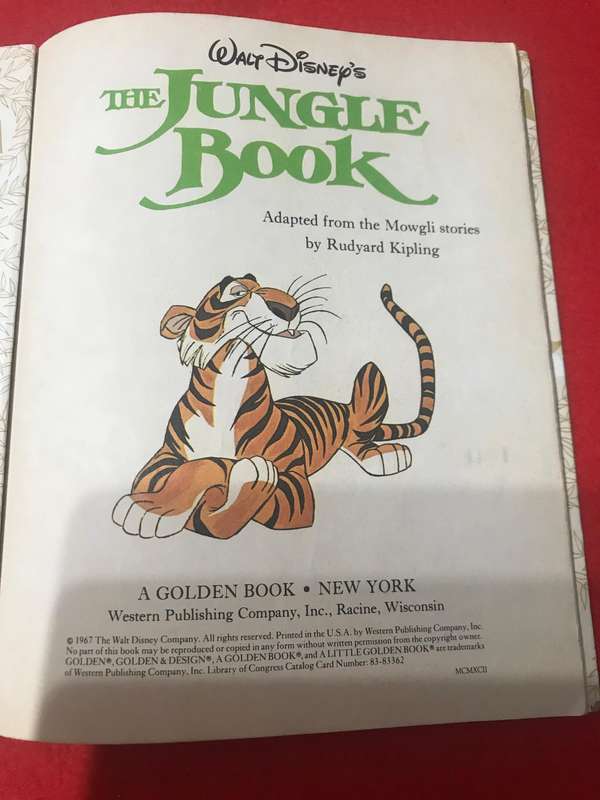 WALT DISNEY'S
THE JUNGLE
BOOK
Adapted from the Mowgli stories
by Rudyard Kipling
A GOLDEN BOOK • NEW YORK
Western Publishing Company, Inc., Racine, Wisconsin
© 1967 The Walt Disney Company. All rights reserved. Printed in the U.S.A. by Western Publishing Company, Inc.
No part of this book may be reproduced or copied in any form without written permission from the copyright owner.
GOLDEN®, GOLDEN & DESIGN®, A GOLDEN BOOK®, and A LITTLE GOLDEN BOOK® are trademarks
of Western Publishing Company, Inc. Library of Congress Catalog Card Number: 83-83362
MCMXCII